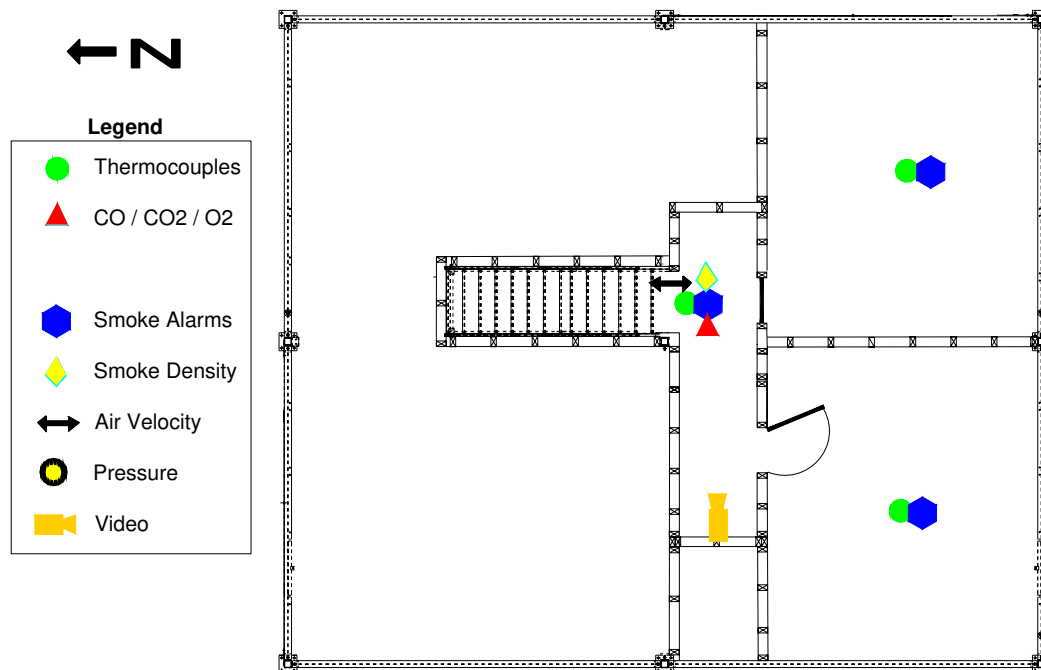 N
Legend
Thermocouples
CO / CO2 / O2
Smoke Alarms
Smoke Density
Air Velocity
Pressure
Video